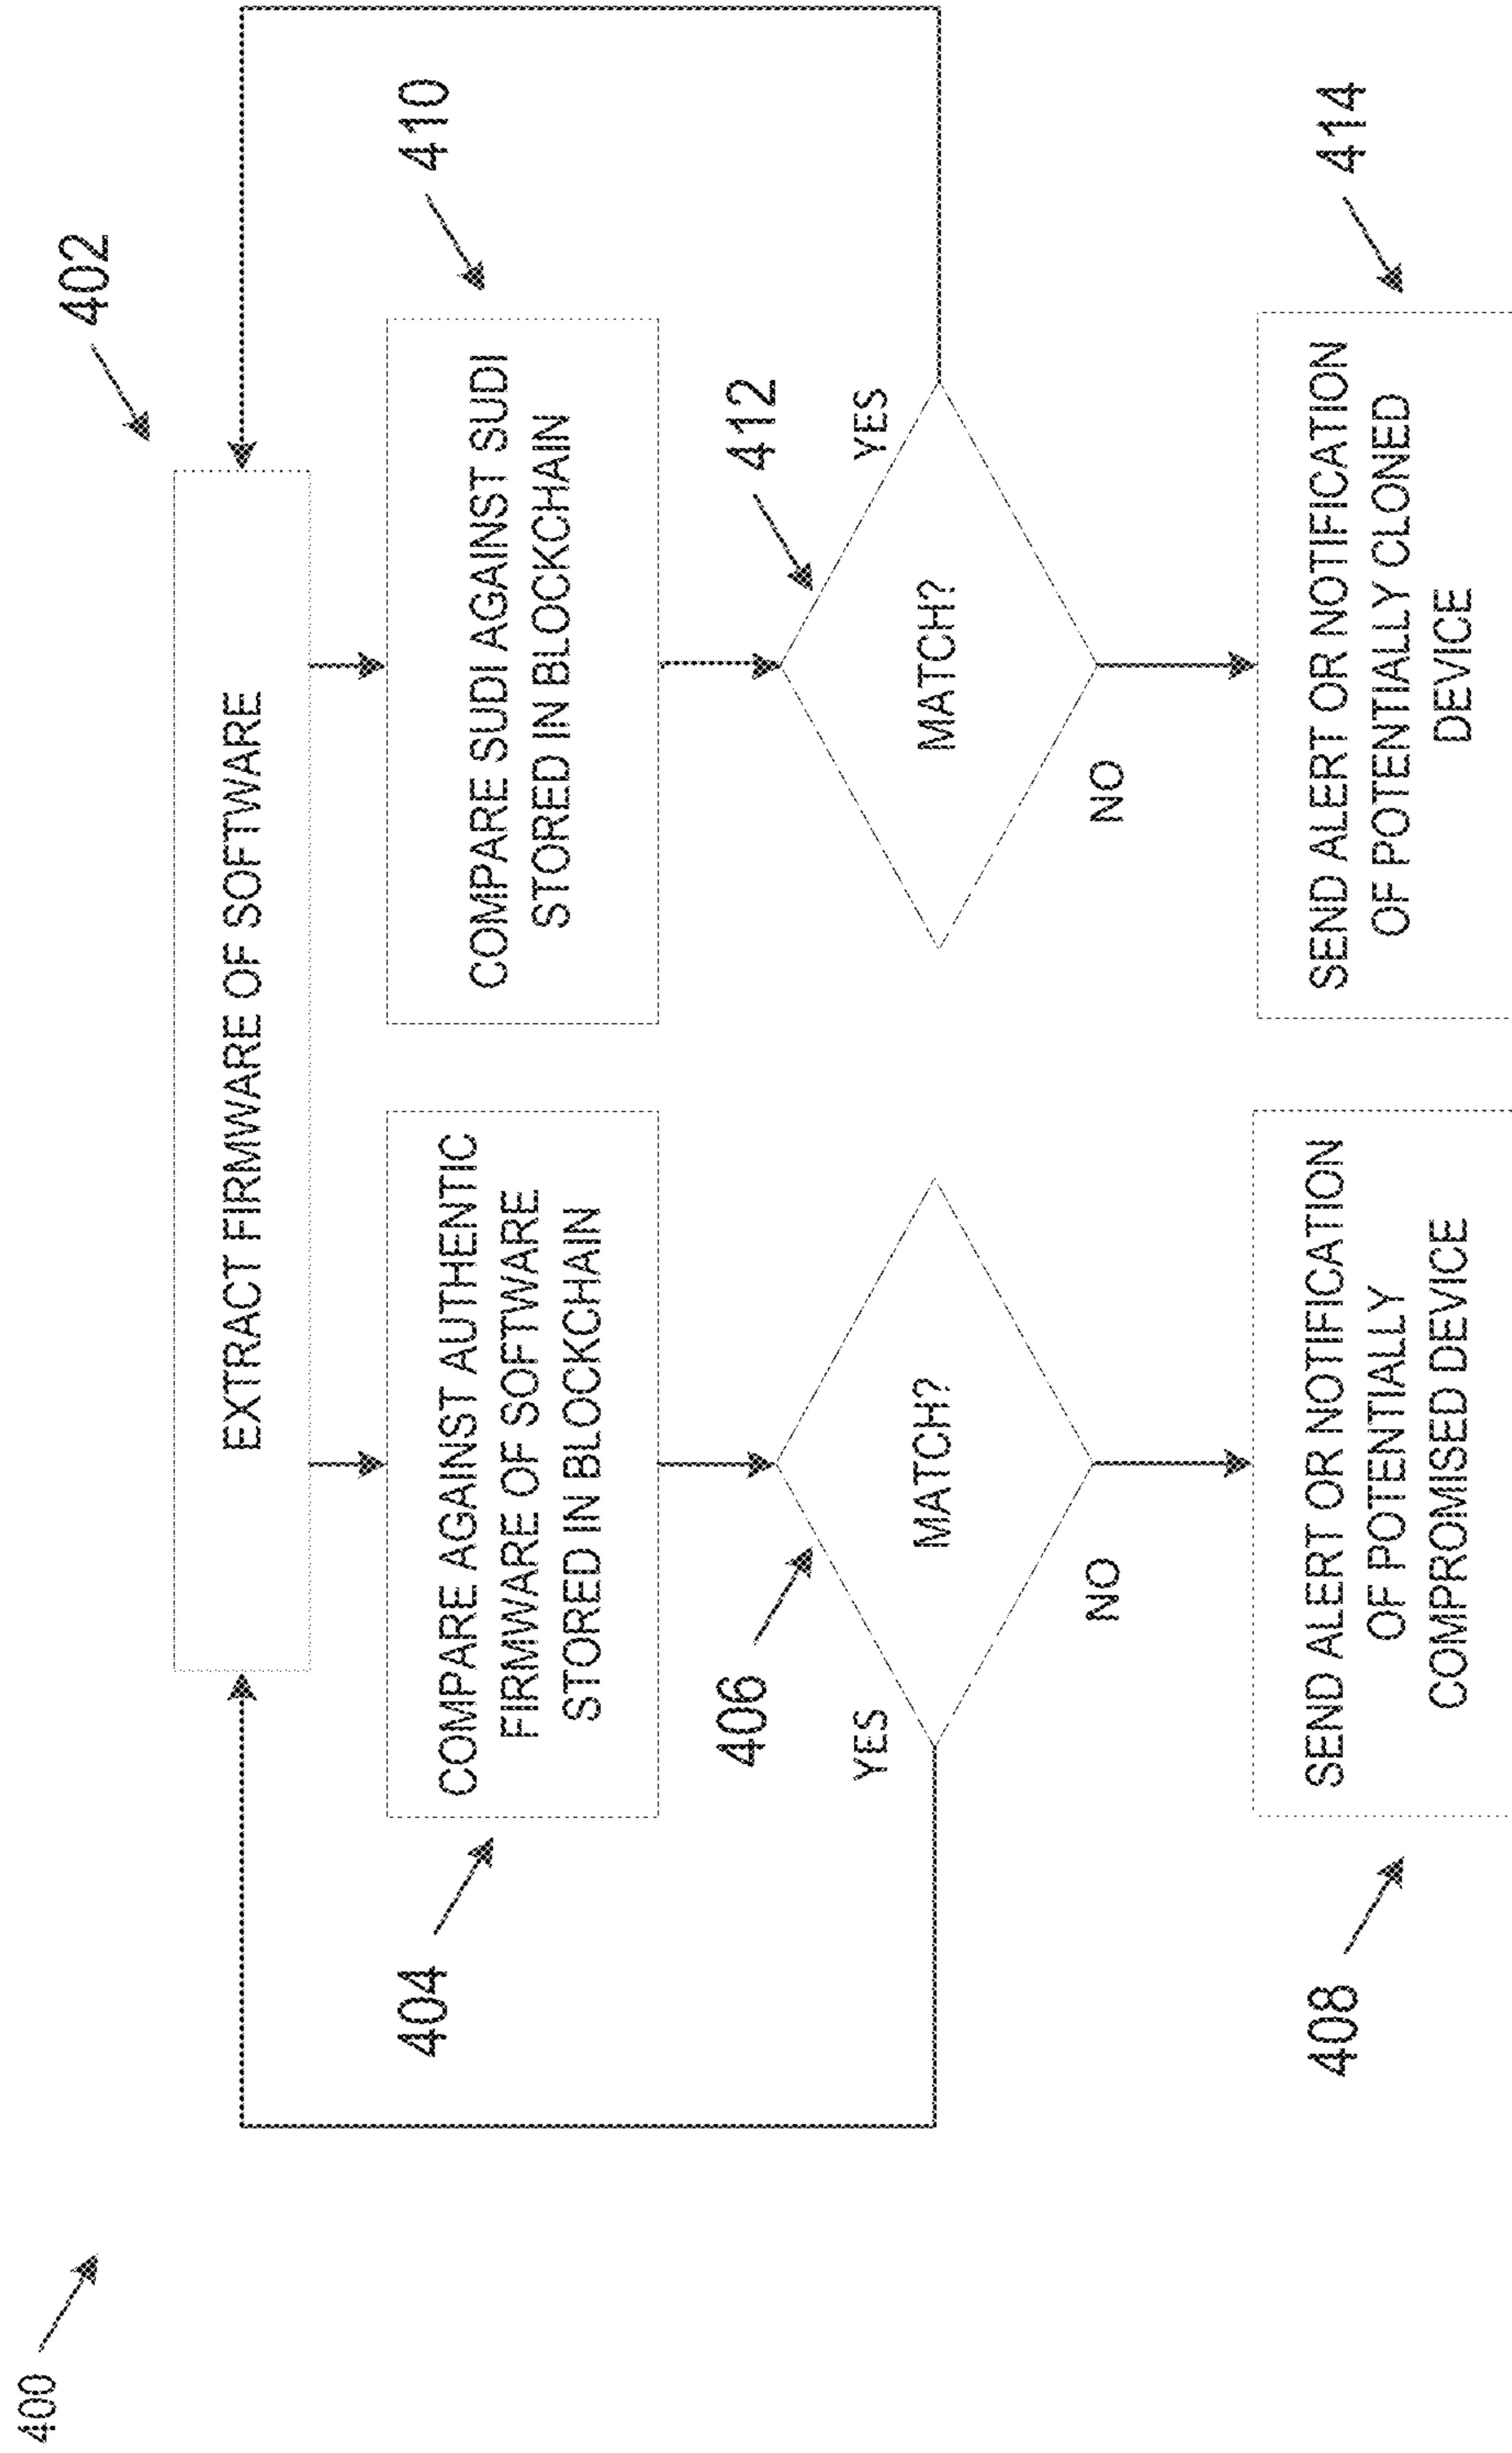 400
402
EXTRACT FIRMWARE OF SOFTWARE
404
COMPARE AGAINST AUTHENTIC
FIRMWARE OF SOFTWARE
STORED IN BLOCKCHAIN
410
COMPARE SUDI AGAINST SUDI
STORED IN BLOCKCHAIN
406
YES
MATCH?
NO
412
YES
MATCH?
NO
408
SEND ALERT OR NOTIFICATION
OF POTENTIALLY
COMPROMISED DEVICE
414
SEND ALERT OR NOTIFICATION
OF POTENTIALLY CLONED
DEVICE